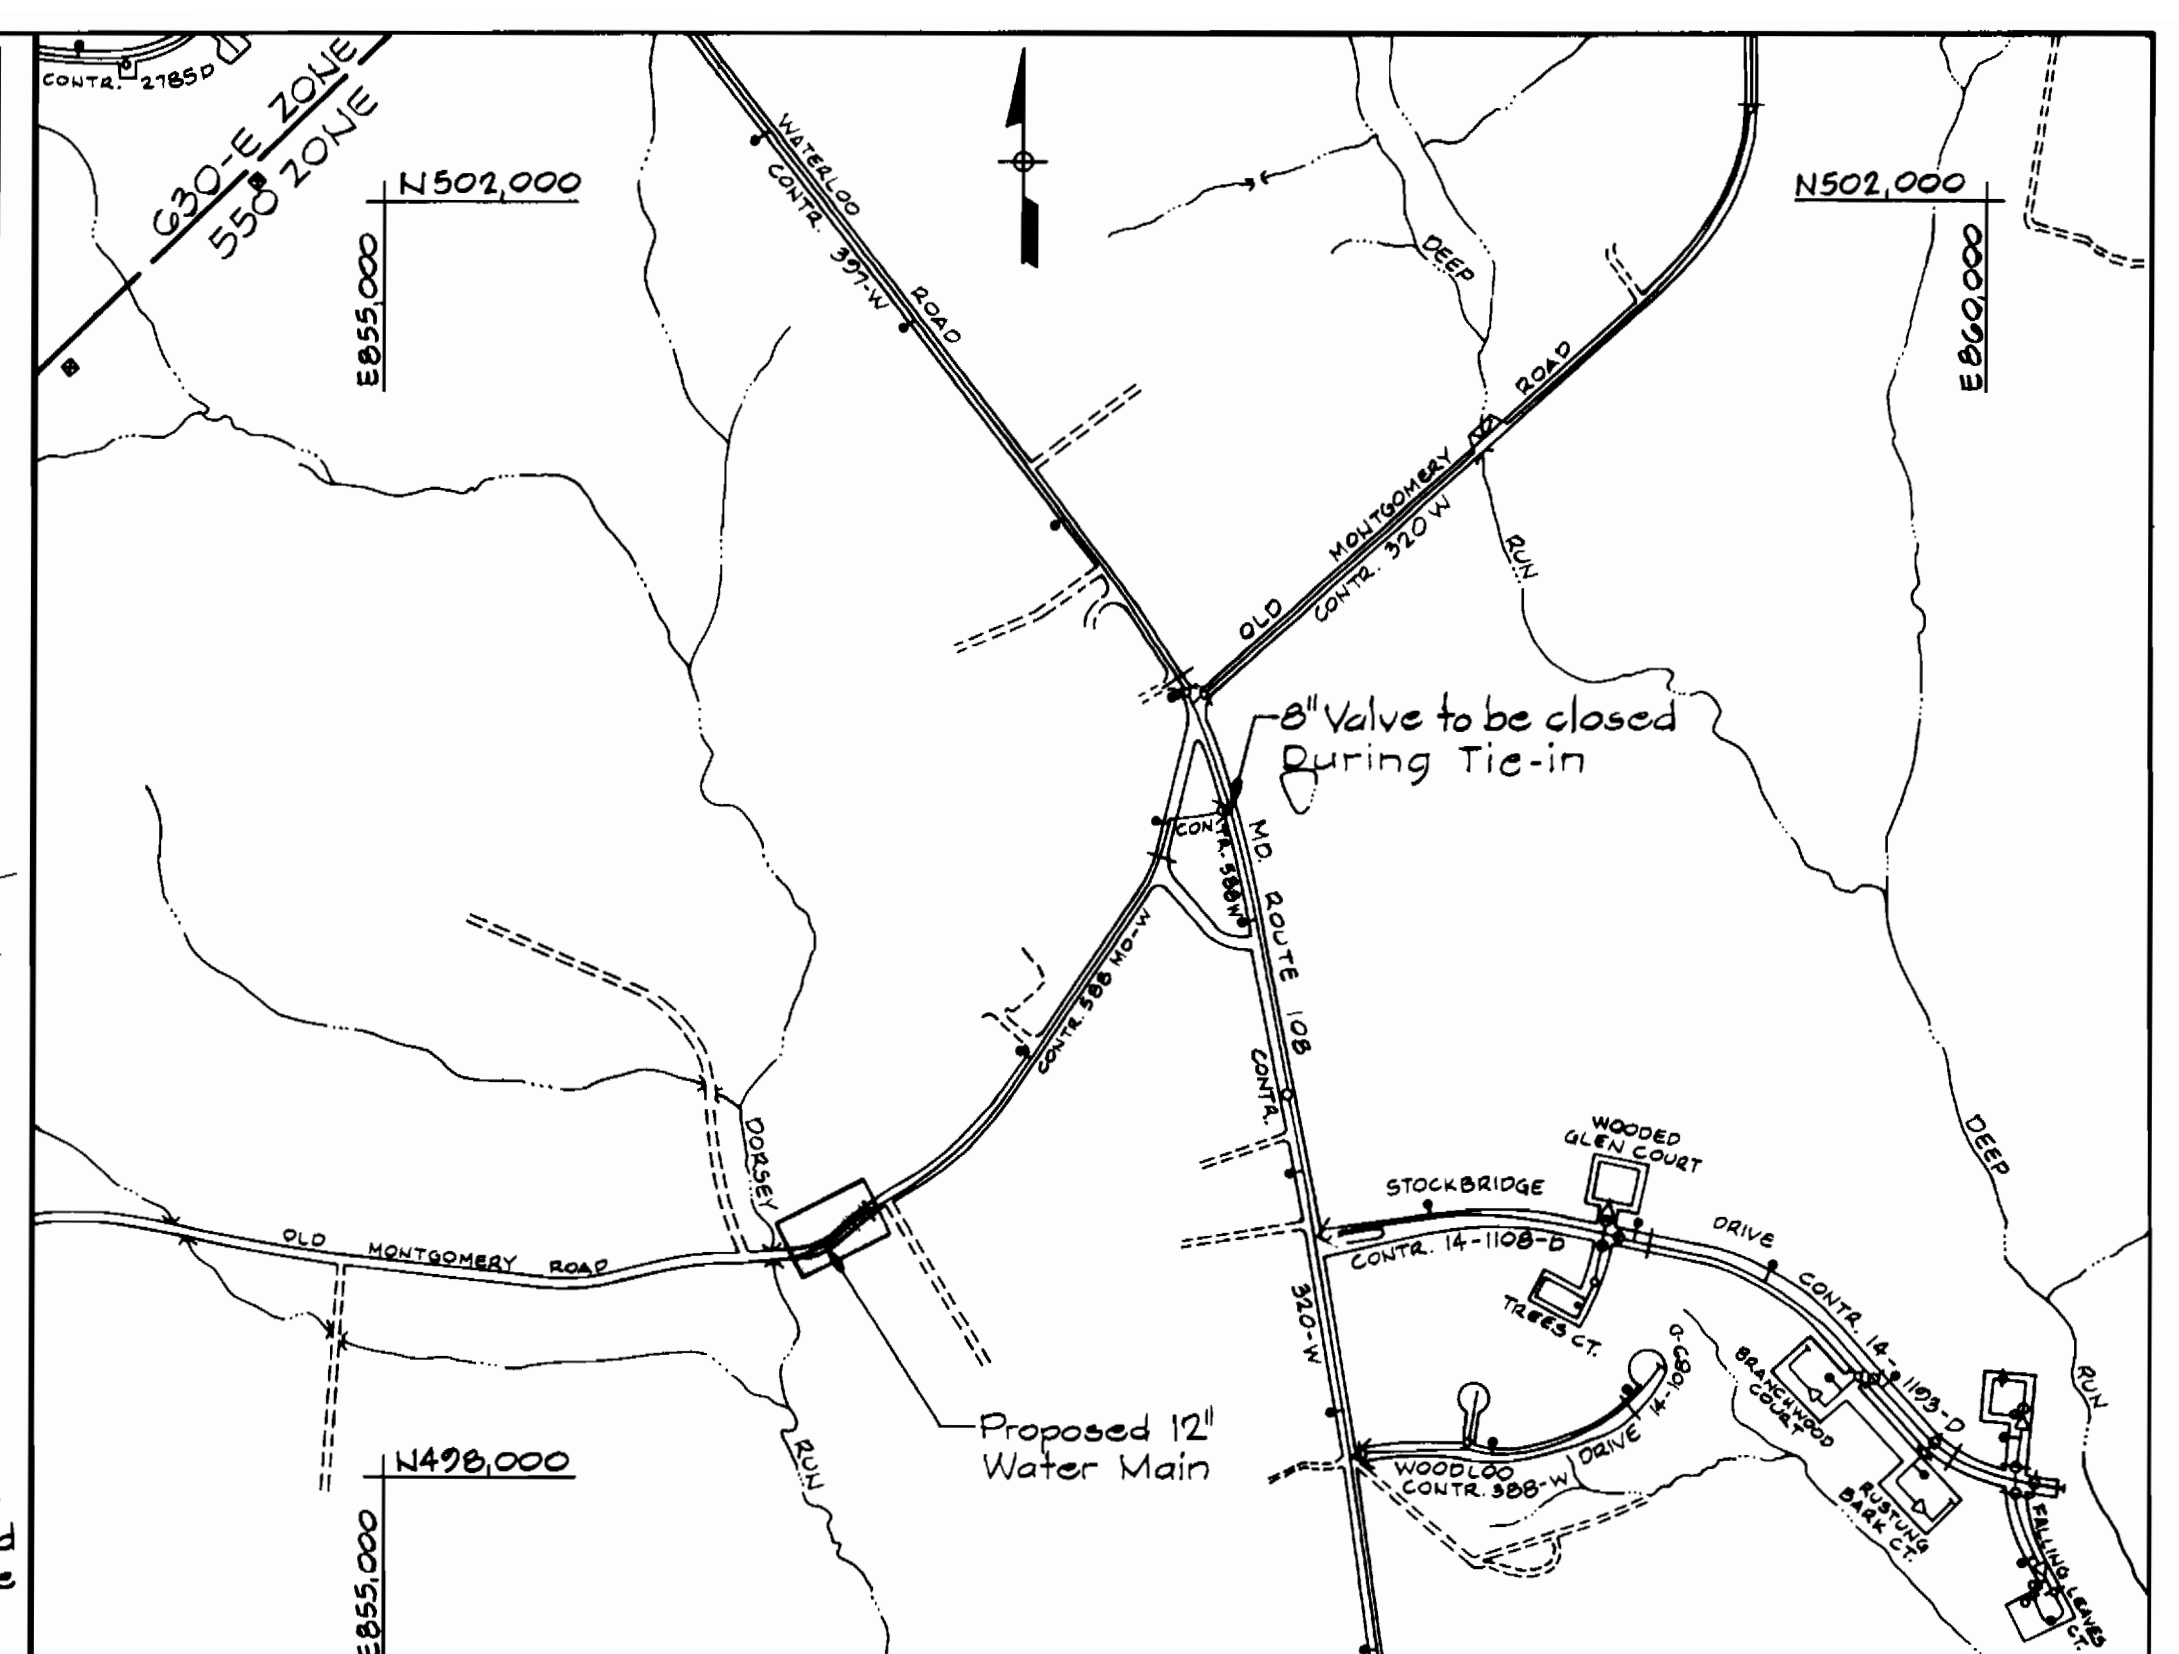 CONTR. 2785D
630-E ZONE
550 ZONE
N502,000
E855,000
WATERLOO ROAD
CONTR. 397-W
DEEP
RUN
N502,000
E860,000
OLD MONTGOMERY ROAD
CONTR. 320 W
8" Valve to be closed
During Tie-in
MD. ROUTE 108
CONTR. 388W
CONTR. 388 MO-W
CONTR. 320-W
DORSEY
RUN
OLD MONTGOMERY ROAD
WOODED
GLEN COURT
STOCKBRIDGE DRIVE
CONTR. 14-1108-D
TREES CT.
CONTR. 14-1193-D
BRANCHWOOD
COURT
DEEP
RUN
Proposed 12"
Water Main
N498,000
E855,000
WOODLOO DRIVE
CONTR. 388-W
RUSTLING
BARK CT.
FALLING LEAVES
CT.